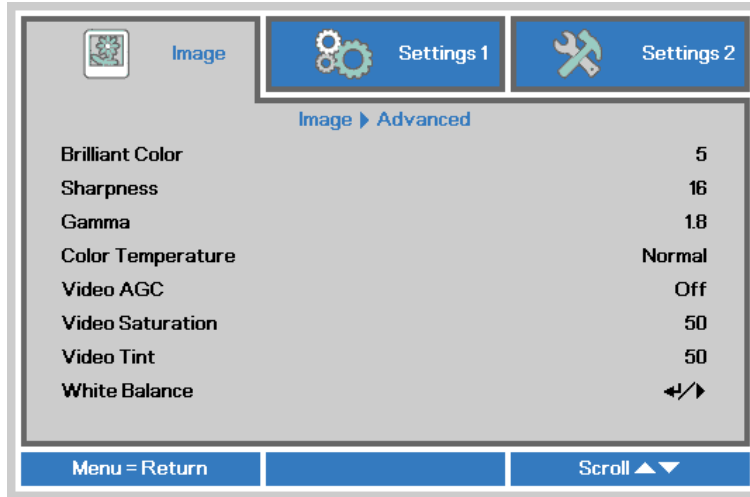 Image Settings 1 Settings 2
Image ▶ Advanced
Brilliant Color 5
Sharpness 16
Gamma 1.8
Color Temperature Normal
Video AGC Off
Video Saturation 50
Video Tint 50
White Balance ↵/▶
Menu = Return Scroll ▲▼